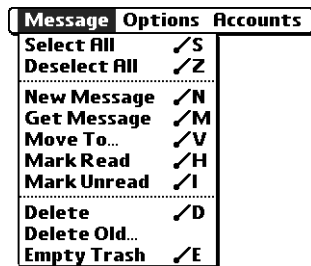 Message Options Accounts
Select All ⁄S
Deselect All ⁄Z
New Message ⁄N
Get Message ⁄M
Move To... ⁄V
Mark Read ⁄H
Mark Unread ⁄I
Delete ⁄D
Delete Old...
Empty Trash ⁄E